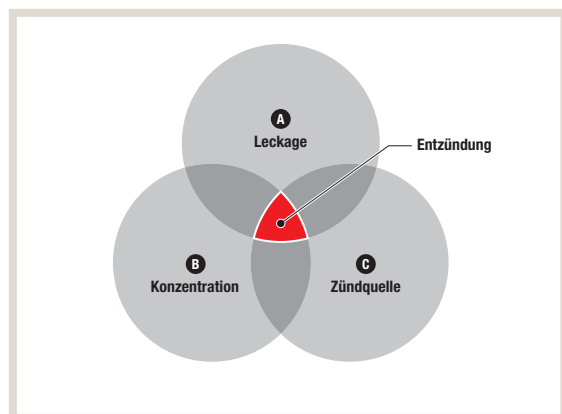 A
Leckage
Entzündung
B
Konzentration
C
Zündquelle